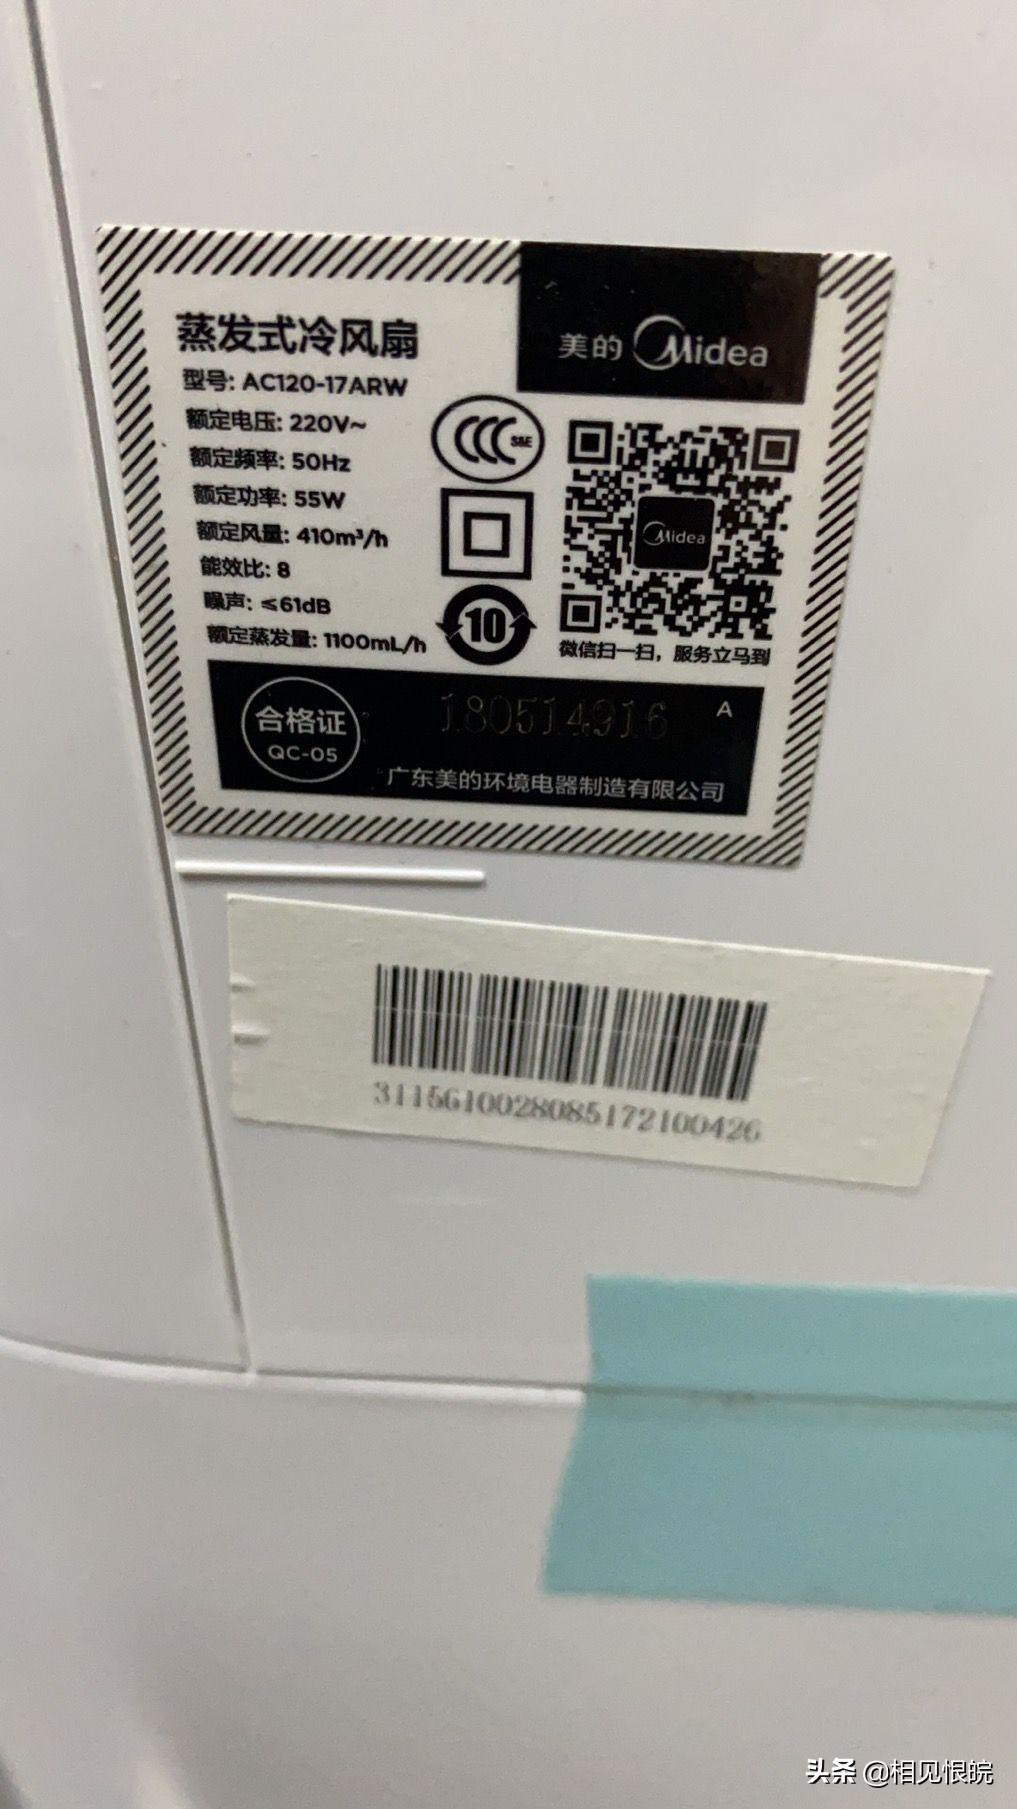 蒸发式冷风扇
美的 Midea
型号: AC120-17ARW
额定电压: 220V~
额定频率: 50Hz
额定功率: 55W
额定风量: 410m³/h
能效比: 8
噪声: ≤61dB
额定蒸发量: 1100mL/h
CCC S&E
10
Midea
微信扫一扫，服务立马到
合格证
QC-05
180514916
A
广东美的环境电器制造有限公司
3115610028085172100426
头条 @相见恨皖